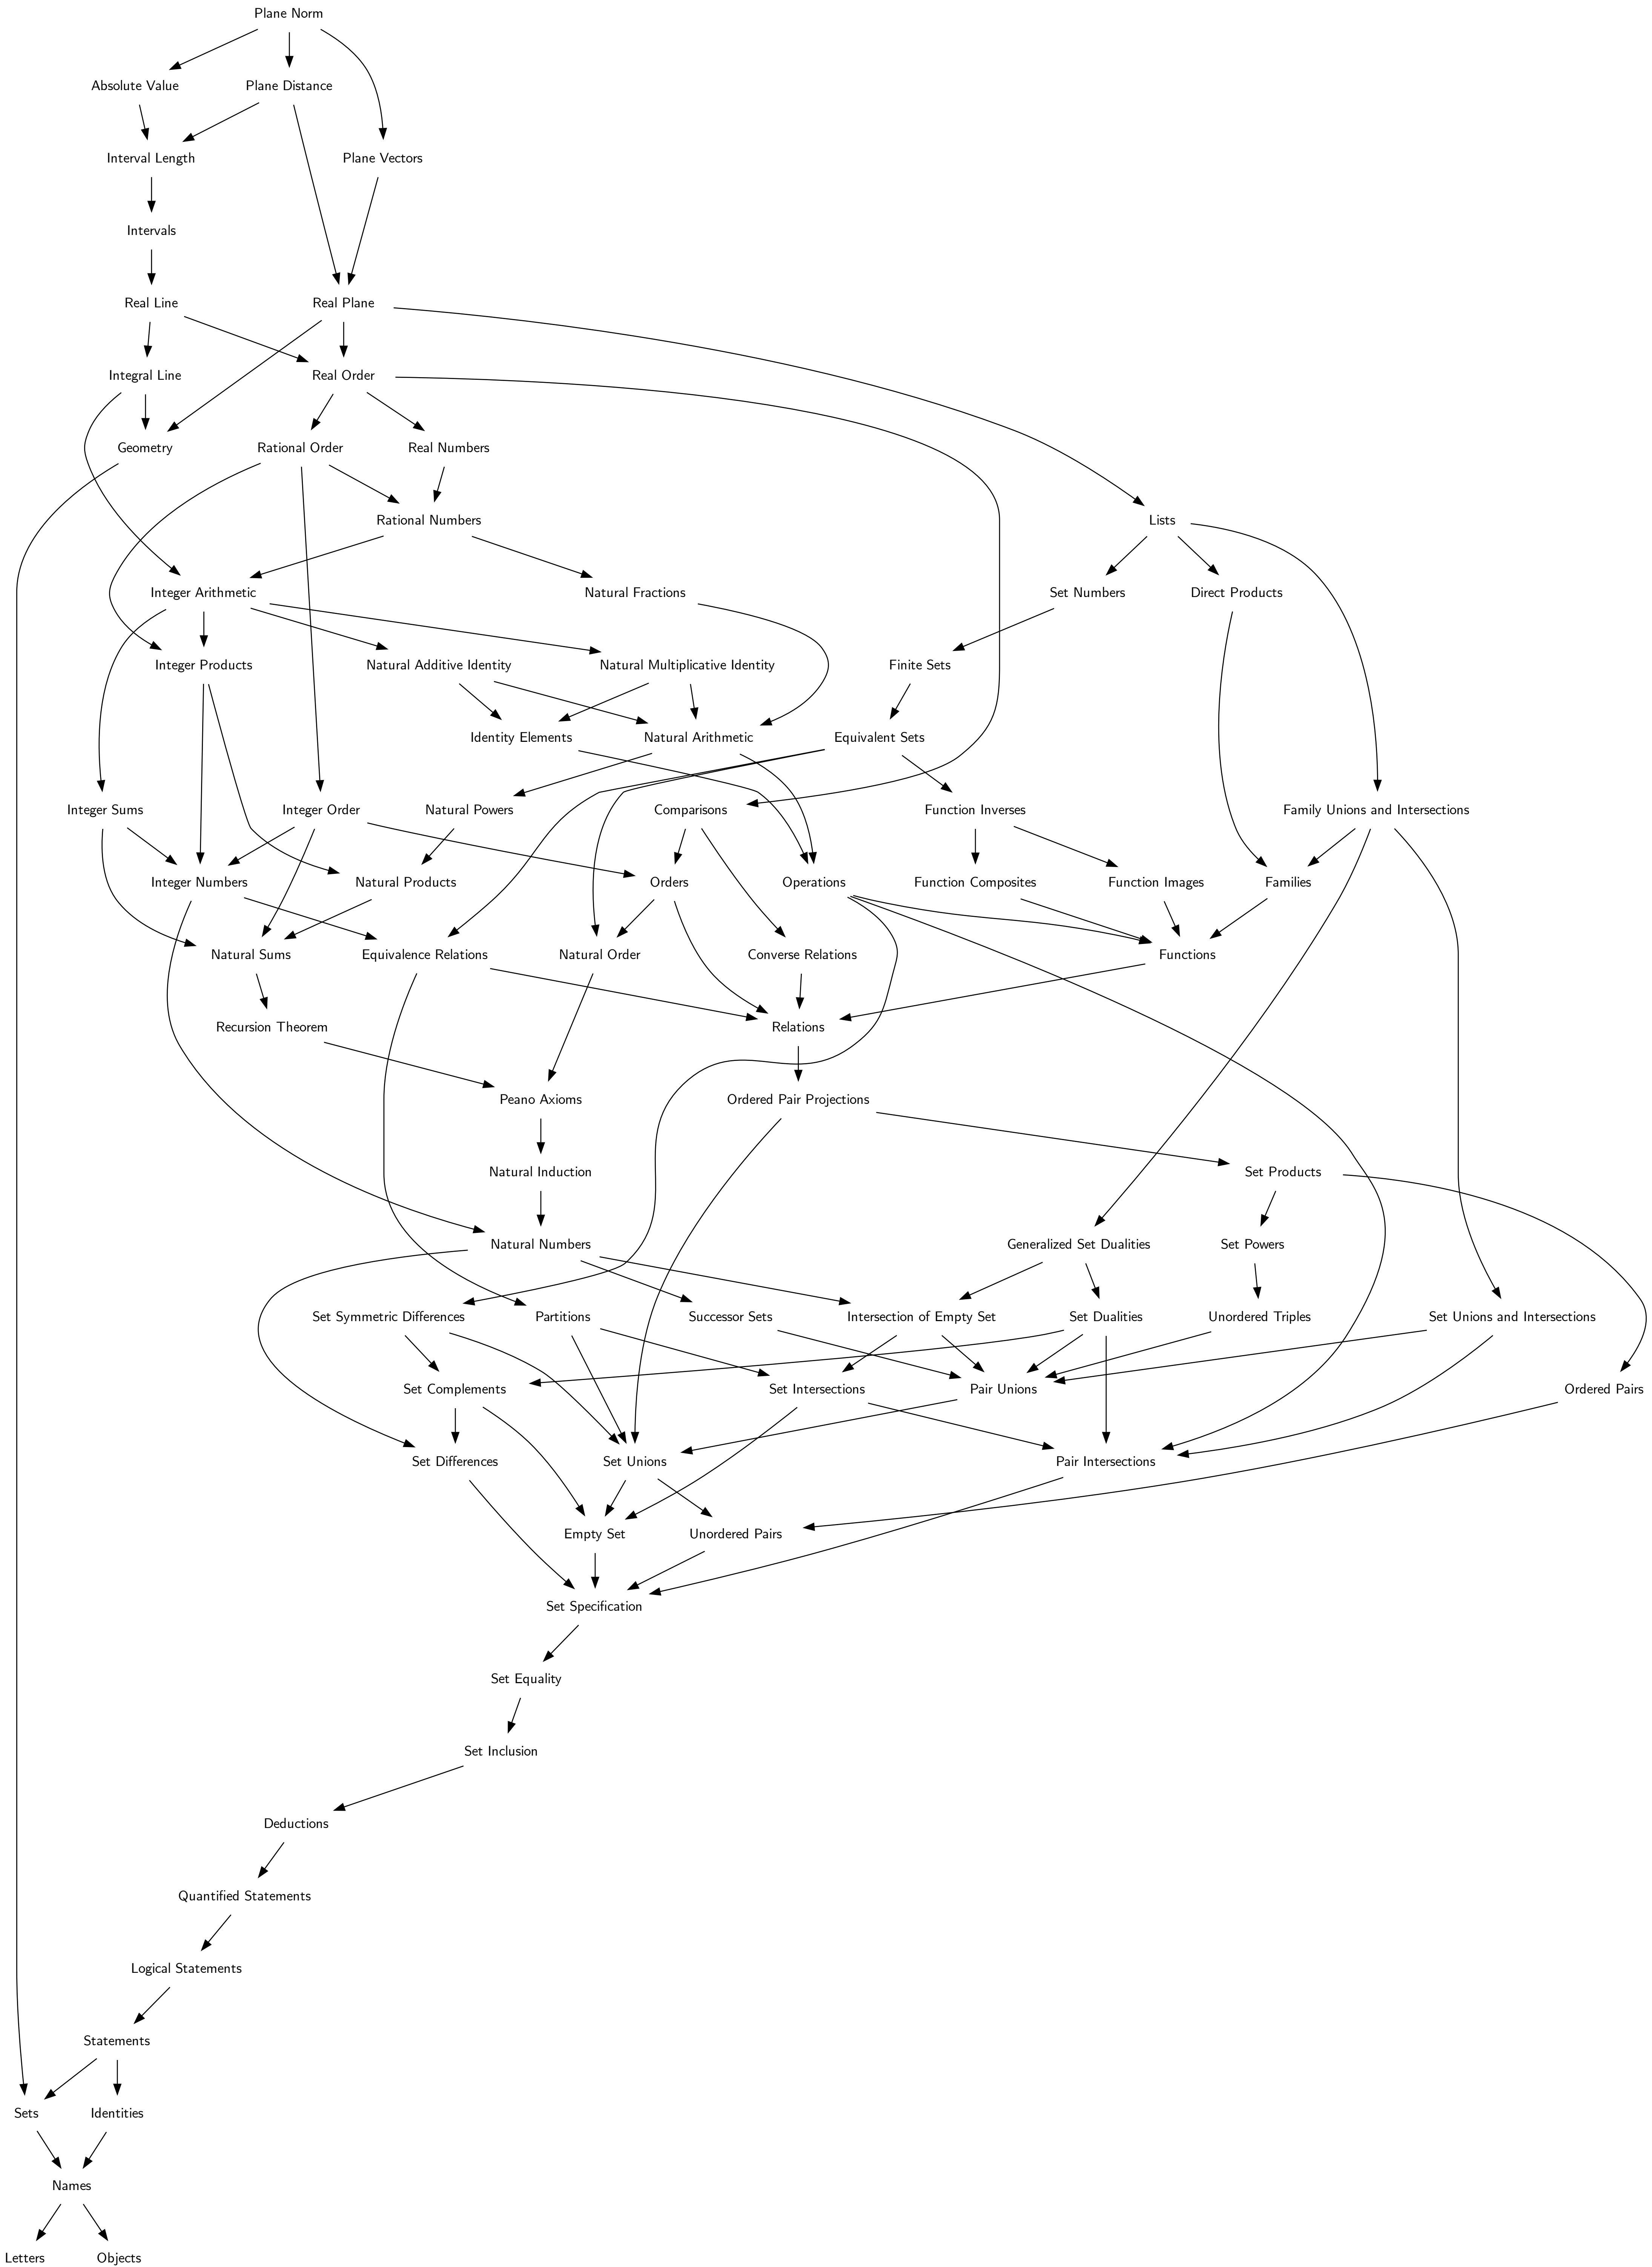 Plane Norm
Absolute Value
Plane Distance
Interval Length
Plane Vectors
Intervals
Real Line
Real Plane
Integral Line
Real Order
Geometry
Rational Order
Real Numbers
Rational Numbers
Lists
Integer Arithmetic
Natural Fractions
Set Numbers
Direct Products
Integer Products
Natural Additive Identity
Natural Multiplicative Identity
Finite Sets
Identity Elements
Natural Arithmetic
Equivalent Sets
Integer Sums
Integer Order
Natural Powers
Comparisons
Function Inverses
Family Unions and Intersections
Integer Numbers
Natural Products
Orders
Operations
Function Composites
Function Images
Families
Natural Sums
Equivalence Relations
Natural Order
Converse Relations
Functions
Recursion Theorem
Relations
Peano Axioms
Ordered Pair Projections
Natural Induction
Set Products
Natural Numbers
Generalized Set Dualities
Set Powers
Set Symmetric Differences
Partitions
Successor Sets
Intersection of Empty Set
Set Dualities
Unordered Triples
Set Unions and Intersections
Set Complements
Set Intersections
Pair Unions
Ordered Pairs
Set Differences
Set Unions
Pair Intersections
Empty Set
Unordered Pairs
Set Specification
Set Equality
Set Inclusion
Deductions
Quantified Statements
Logical Statements
Statements
Sets
Identities
Names
Letters
Objects